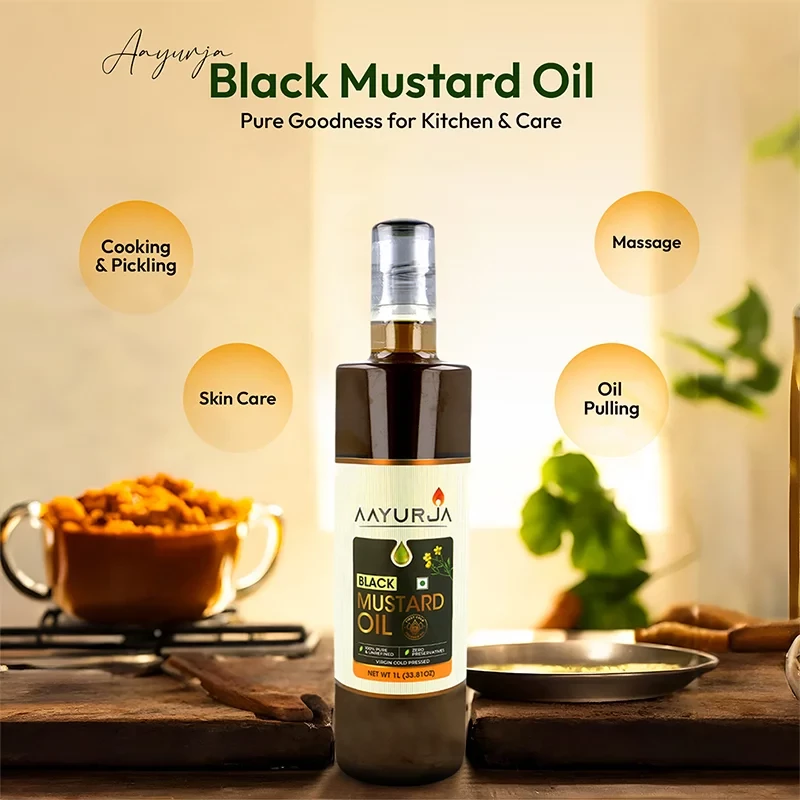 Aayurja
Black Mustard Oil
Pure Goodness for Kitchen & Care
Cooking
& Pickling
Massage
Skin Care
Oil
Pulling
AAYURJA
BLACK
MUSTARD
OIL
100% PURE
& UNREFINED
ZERO
PRESERVATIVES
VIRGIN COLD PRESSED
NET WT 1L (33.81OZ)